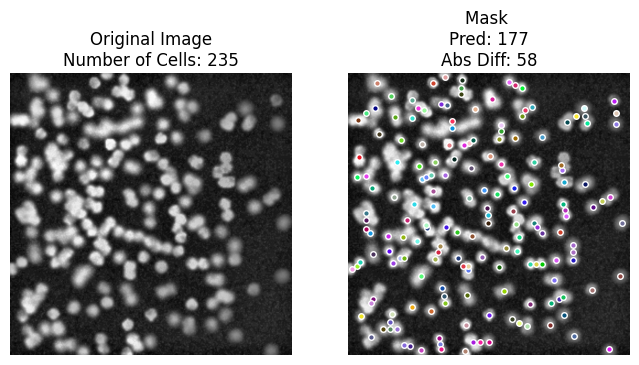 Original Image
Number of Cells: 235
Mask
Pred: 177
Abs Diff: 58